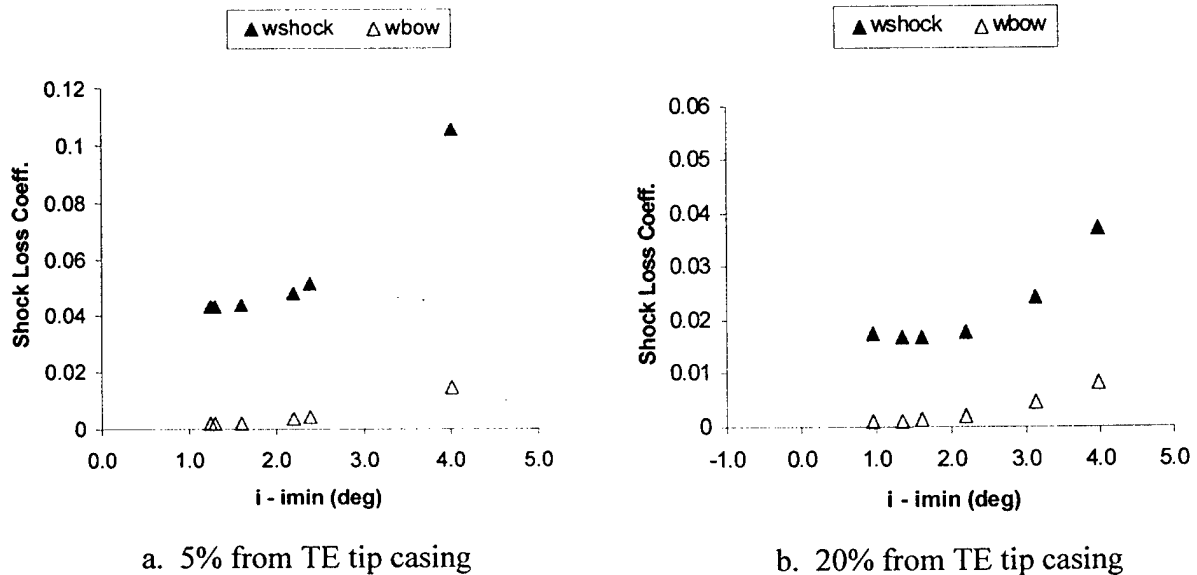 ▲ wshock △ wbow
Shock Loss Coeff.
0.12
0.1
0.08
0.06
0.04
0.02
0
0.0 1.0 2.0 3.0 4.0 5.0
i - imin (deg)
a. 5% from TE tip casing
▲ wshock △ wbow
Shock Loss Coeff.
0.06
0.05
0.04
0.03
0.02
0.01
0
-1.0 0.0 1.0 2.0 3.0 4.0 5.0
i - imin (deg)
b. 20% from TE tip casing